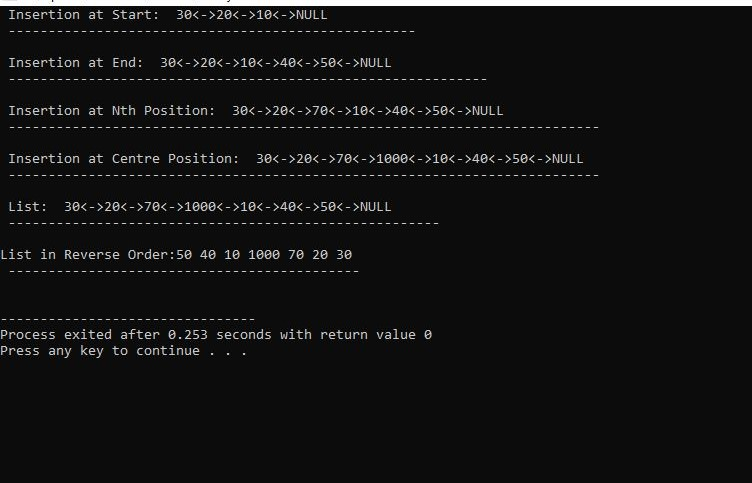 Insertion at Start:  30<->20<->10<->NULL
---------------------------------------------------
Insertion at End:  30<->20<->10<->40<->50<->NULL
------------------------------------------------------------
Insertion at Nth Position:  30<->20<->70<->10<->40<->50<->NULL
--------------------------------------------------------------------------
Insertion at Centre Position:  30<->20<->70<->1000<->10<->40<->50<->NULL
--------------------------------------------------------------------------
List:  30<->20<->70<->1000<->10<->40<->50<->NULL
------------------------------------------------------
List in Reverse Order:50 40 10 1000 70 20 30
--------------------------------------------
--------------------------------
Process exited after 0.253 seconds with return value 0
Press any key to continue . . .